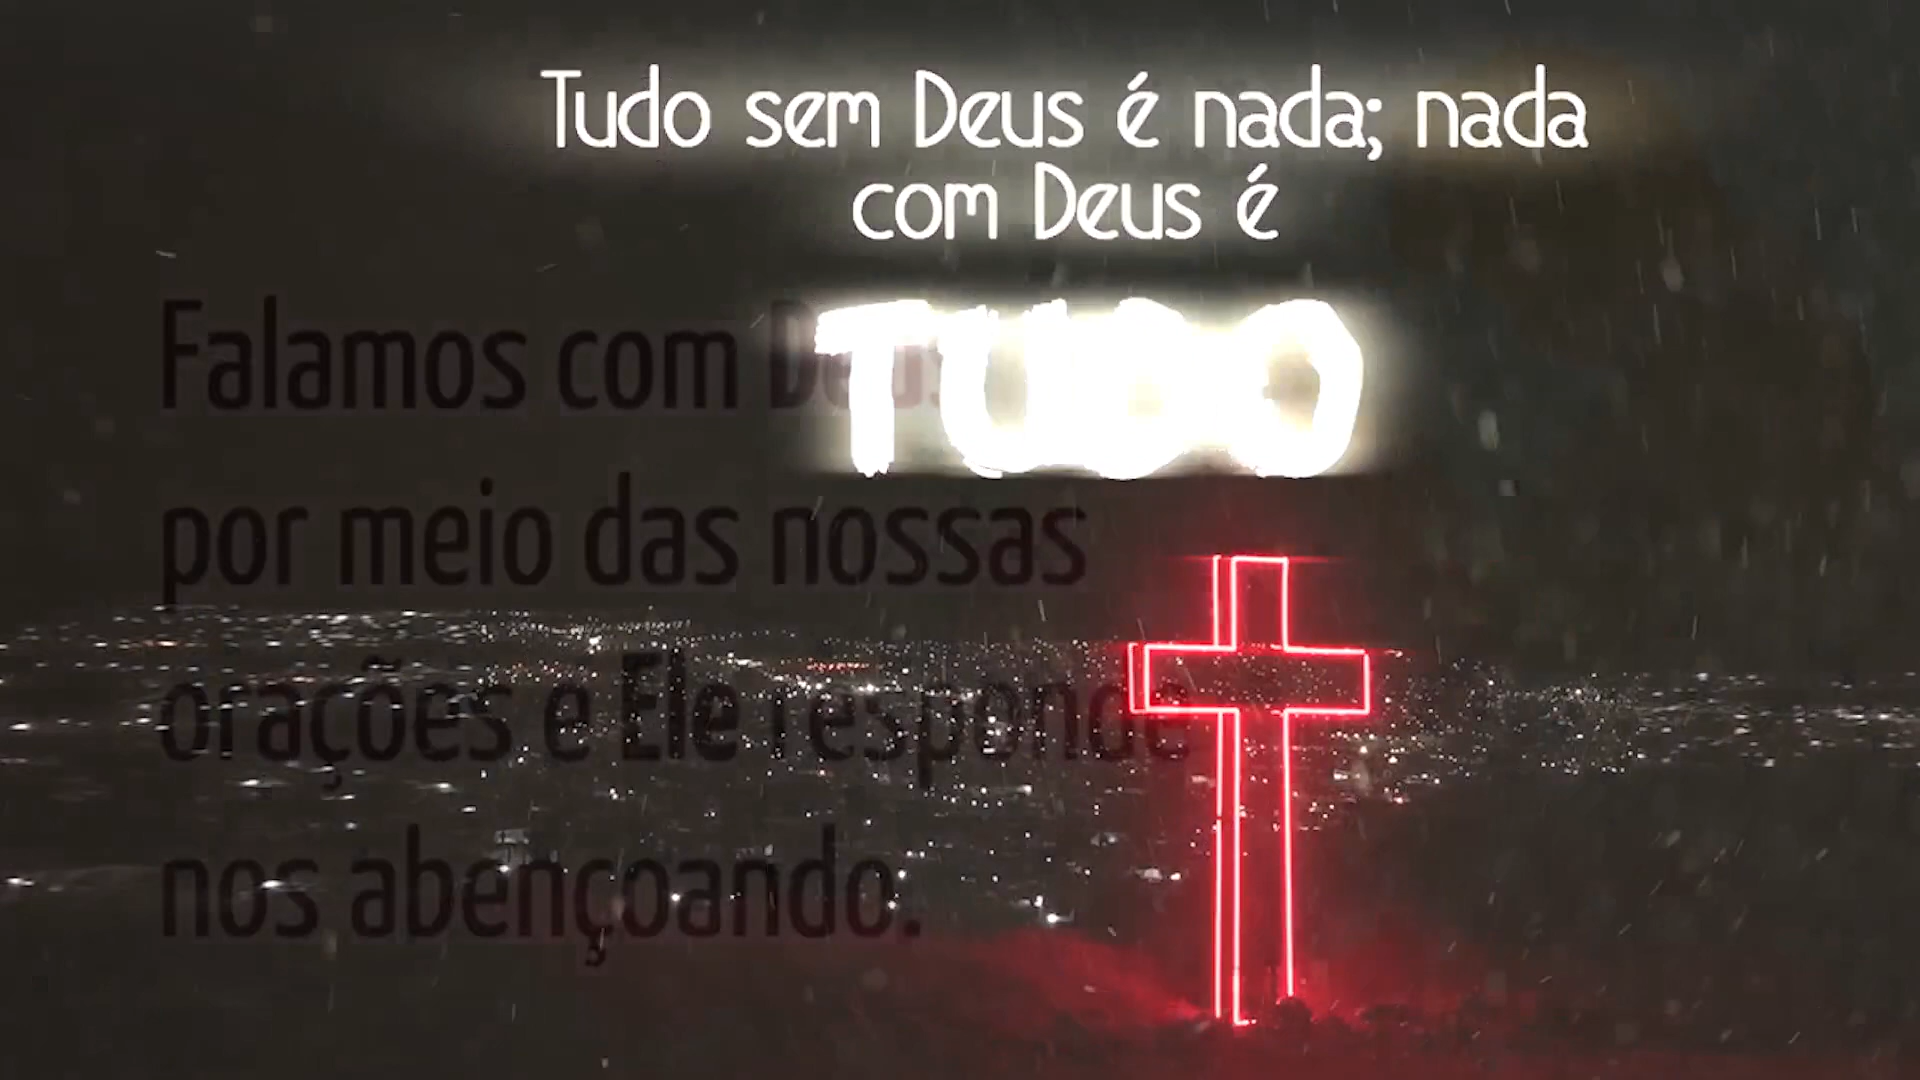 Tudo sem Deus é nada; nada
com Deus é
TUDO
Falamos com Deus
por meio das nossas
orações e Ele responde
nos abençoando.